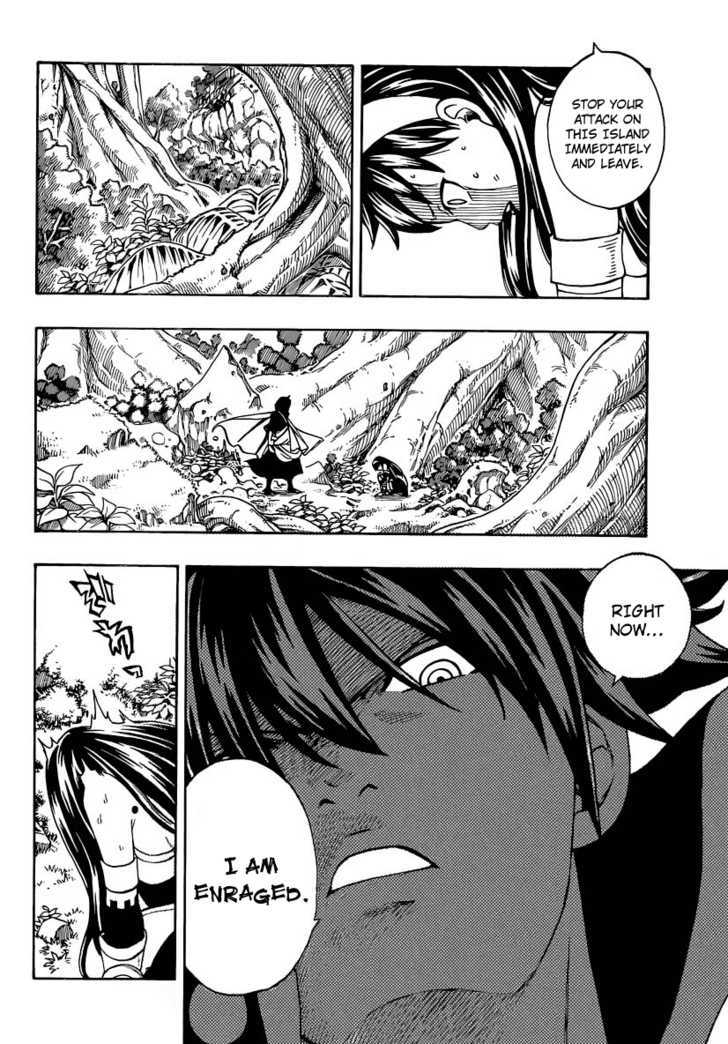 STOP YOUR
ATTACK ON
THIS ISLAND
IMMEDIATELY
AND LEAVE.
RIGHT
NOW...
I AM
ENRAGED.